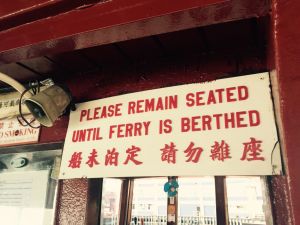 PLEASE REMAIN SEATED
UNTIL FERRY IS BERTHED
船未泊定 請勿離座
SMOKING